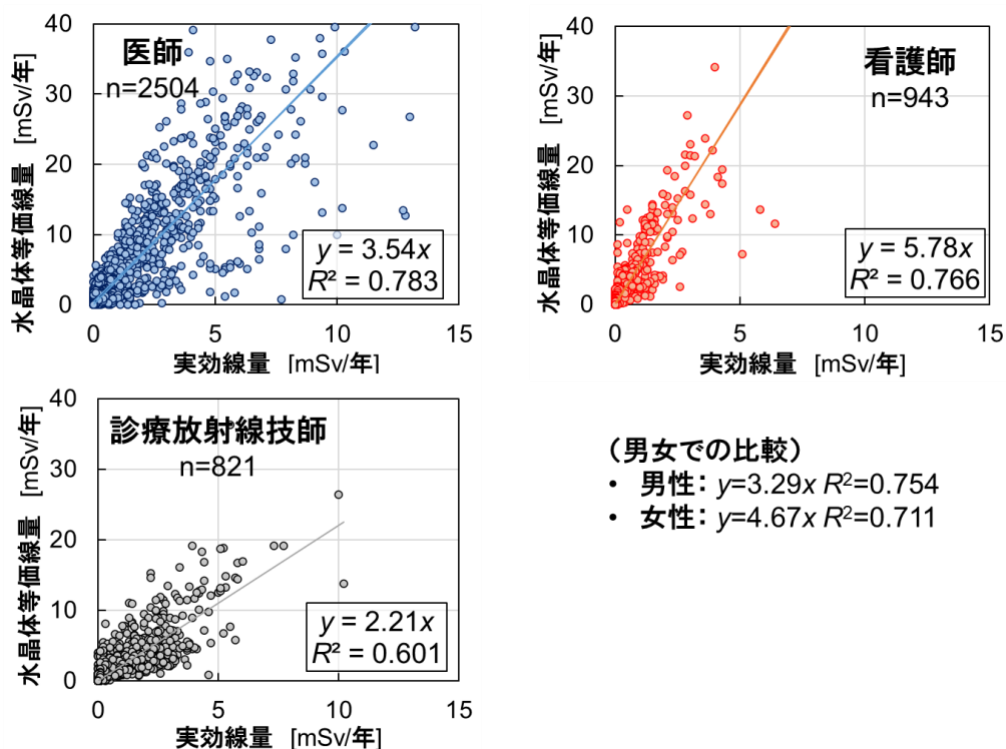 医師
n=2504
水晶体等価線量 [mSv/年]
40
30
20
10
0
y = 3.54x
R² = 0.783
0 5 10 15
実効線量 [mSv/年]
看護師
n=943
水晶体等価線量 [mSv/年]
40
30
20
10
0
y = 5.78x
R² = 0.766
0 5 10 15
実効線量 [mSv/年]
診療放射線技師
n=821
水晶体等価線量 [mSv/年]
40
30
20
10
0
y = 2.21x
R² = 0.601
0 5 10 15
実効線量 [mSv/年]
（男女での比較）
• 男性： y=3.29x R²=0.754
• 女性： y=4.67x R²=0.711